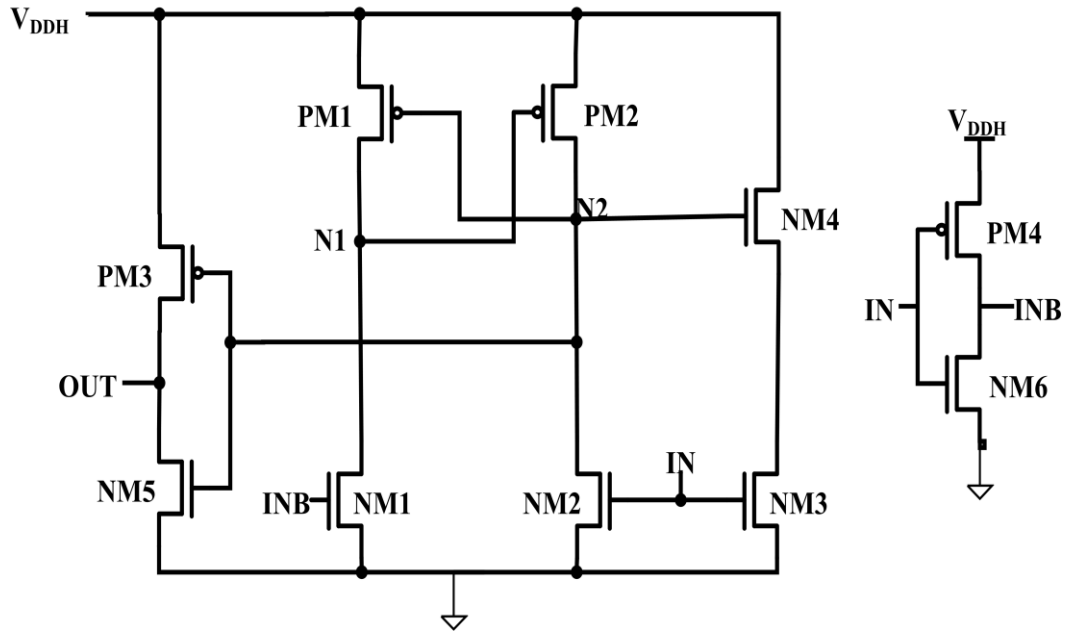 VDDH
PM1
PM2
VDDH
N2
NM4
N1
PM4
PM3
IN
INB
OUT
NM6
IN
NM5
INB
NM1
NM2
NM3